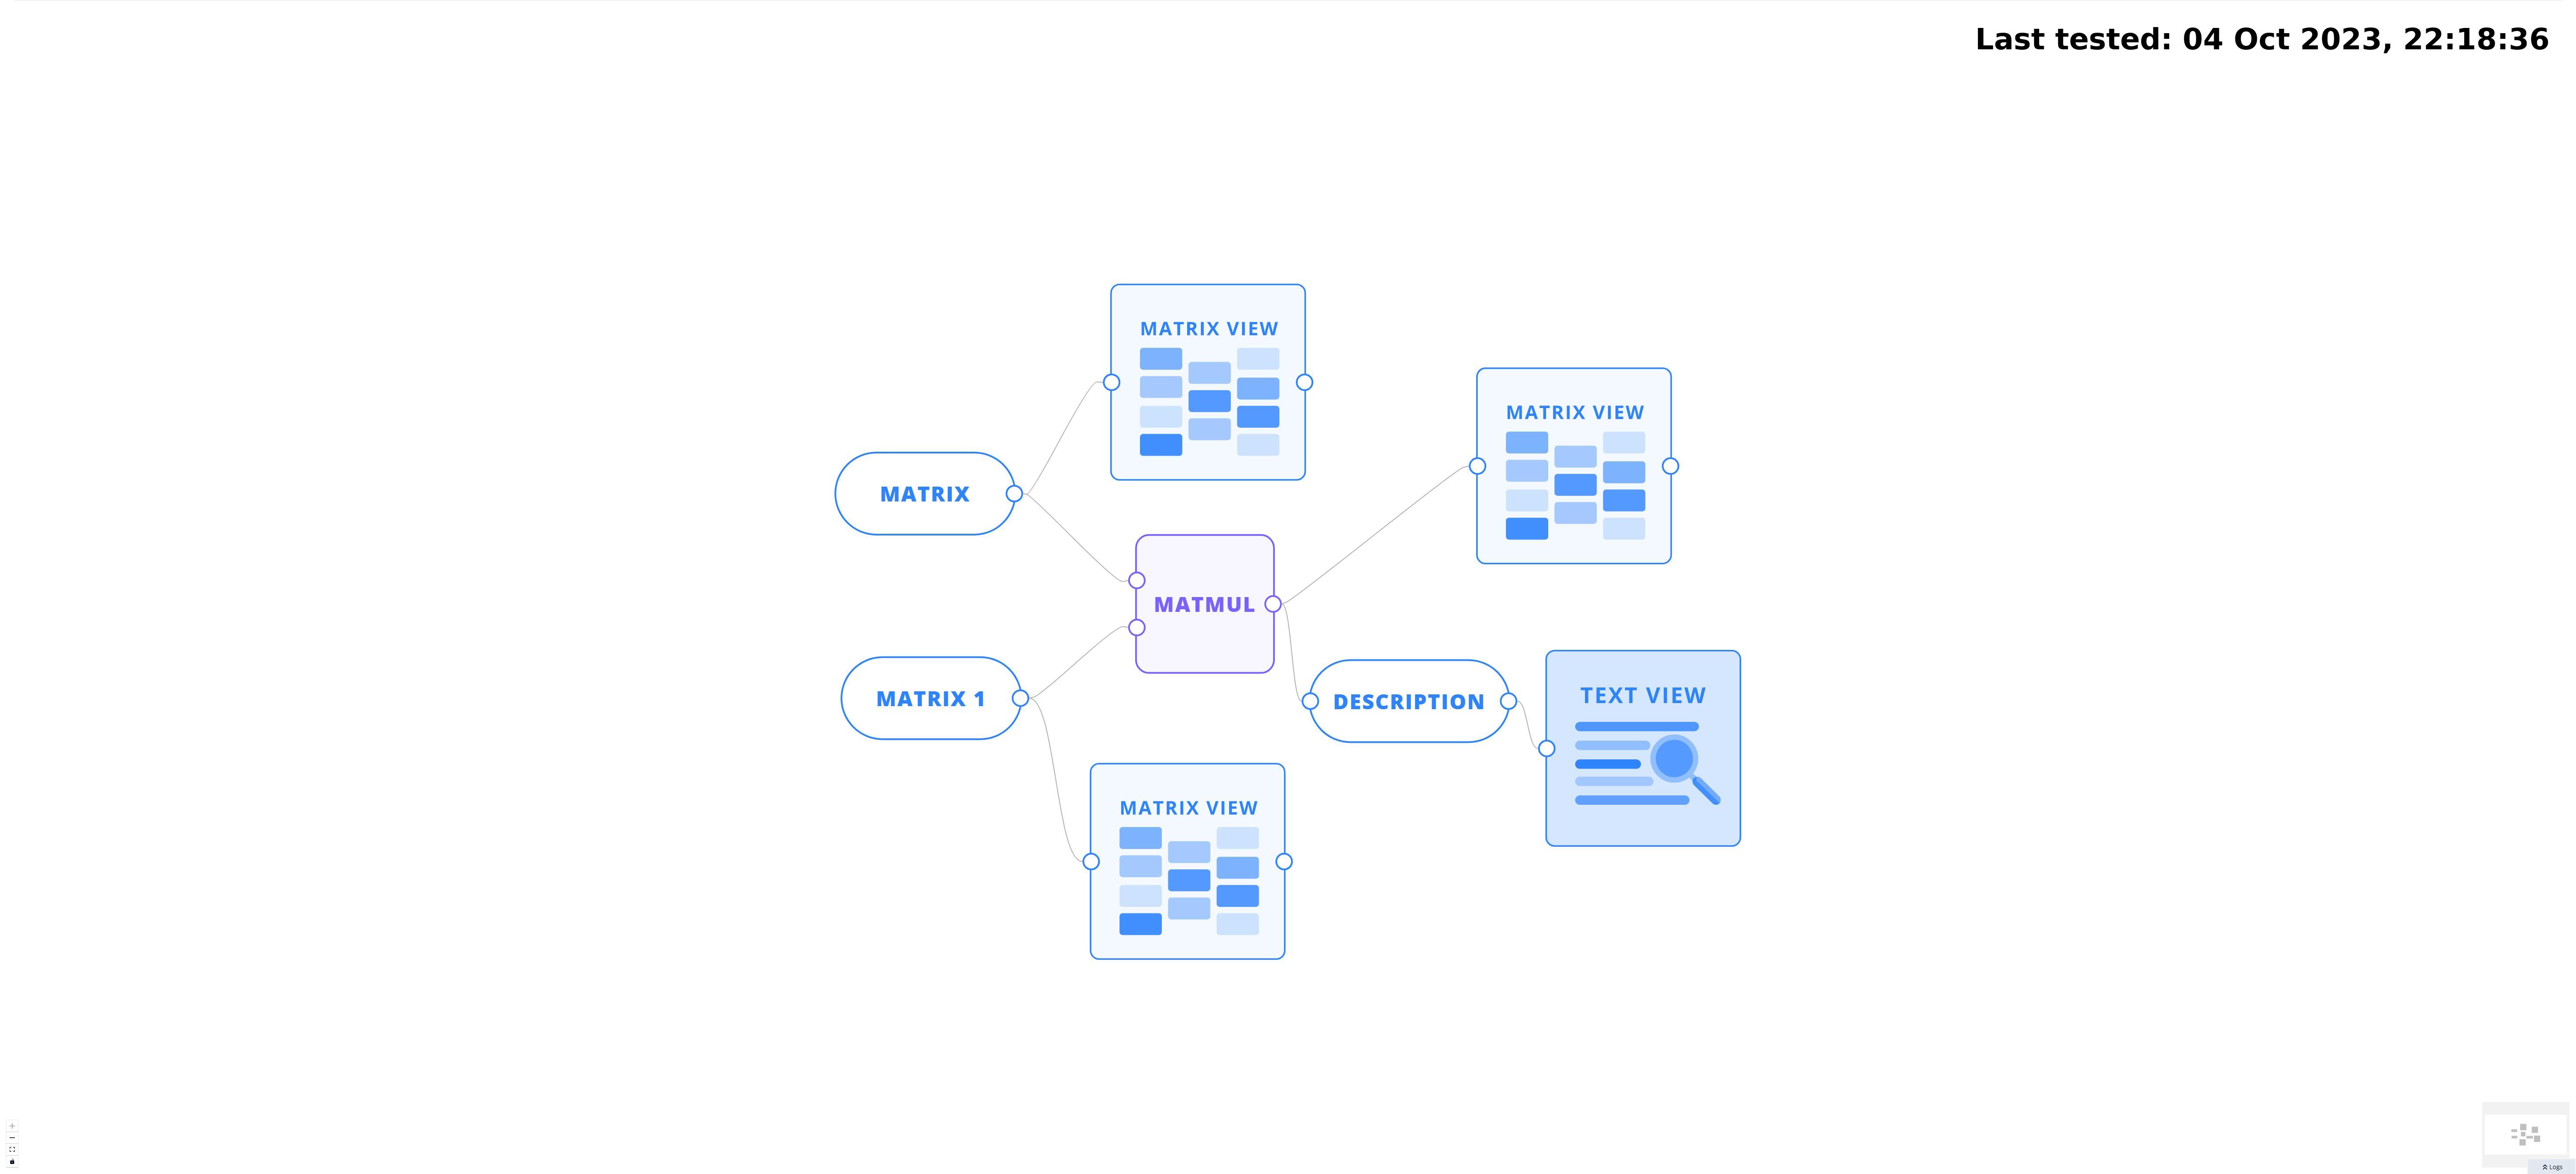 Last tested: 04 Oct 2023, 22:18:36
MATRIX VIEW
MATRIX VIEW
MATRIX
MATMUL
MATRIX 1
DESCRIPTION
TEXT VIEW
MATRIX VIEW
Logs